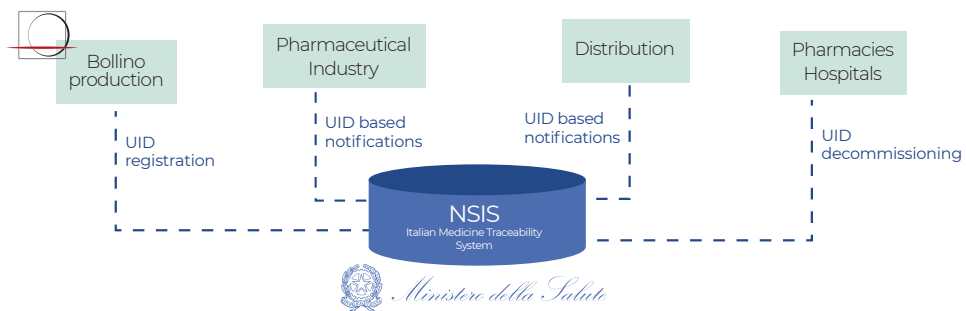 Bollino
production
Pharmaceutical
Industry
Distribution
Pharmacies
Hospitals
UID
registration
UID based
notifications
UID based
notifications
UID
decommissioning
NSIS
Italian Medicine Traceability
System
Ministero della Salute